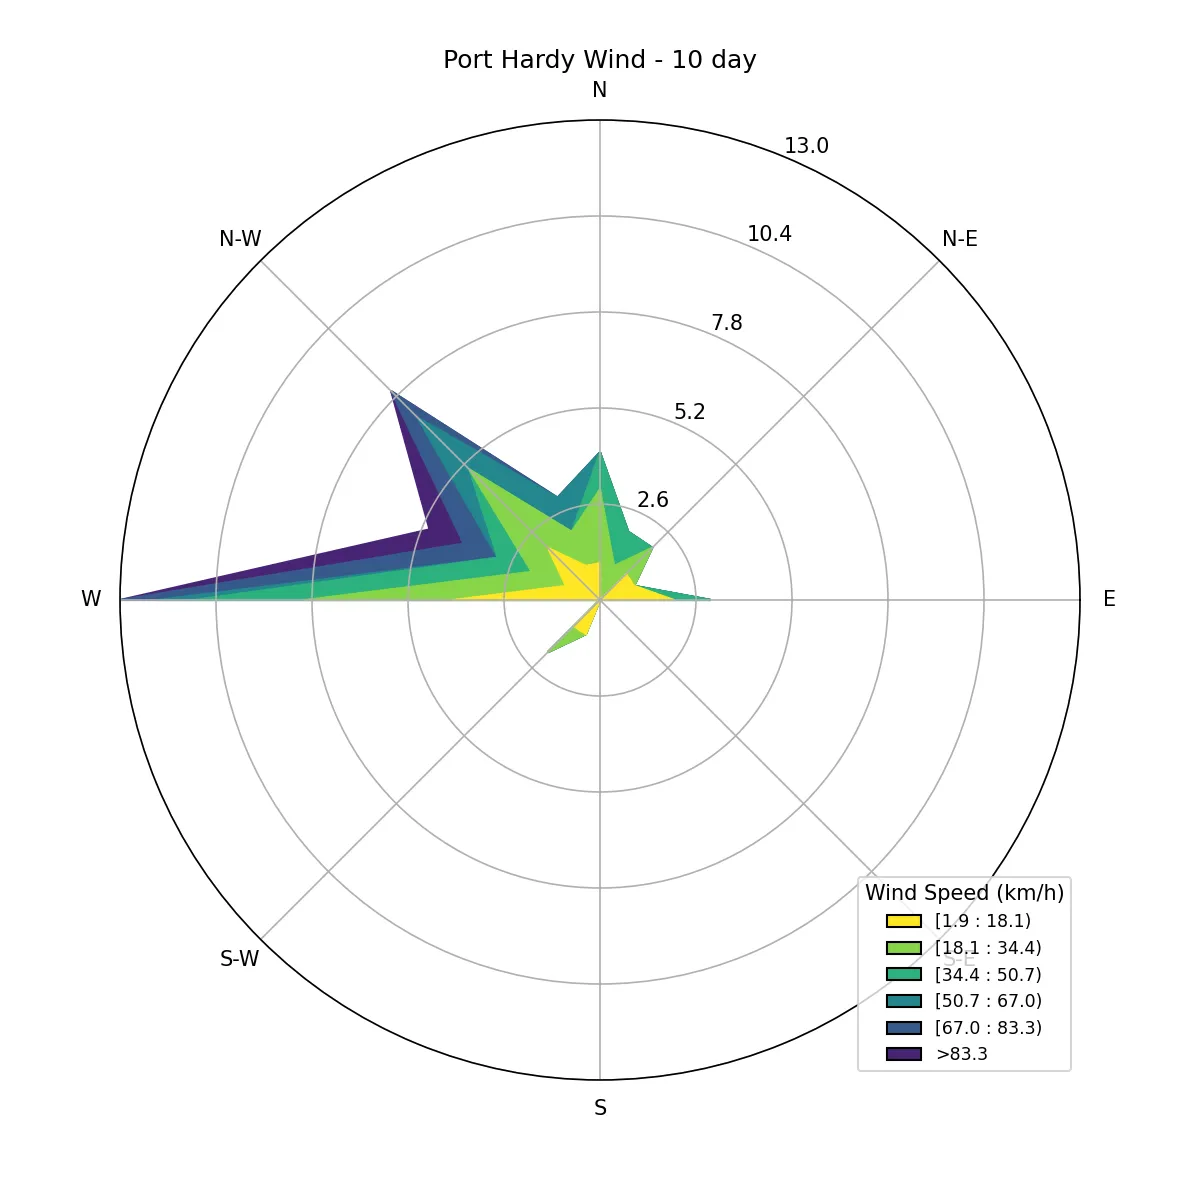 Port Hardy Wind - 10 day
N
13.0
N-W
10.4
N-E
7.8
5.2
2.6
W
E
S-W
S-E
S
Wind Speed (km/h)
[1.9 : 18.1)
[18.1 : 34.4)
[34.4 : 50.7)
[50.7 : 67.0)
[67.0 : 83.3)
>83.3